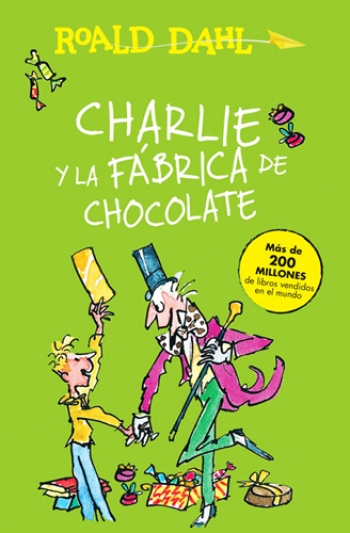 ROALD DAHL
CHARLIE
Y LA FÁBRICA DE
CHOCOLATE
Más de
200
MILLONES
de libros vendidos
en el mundo